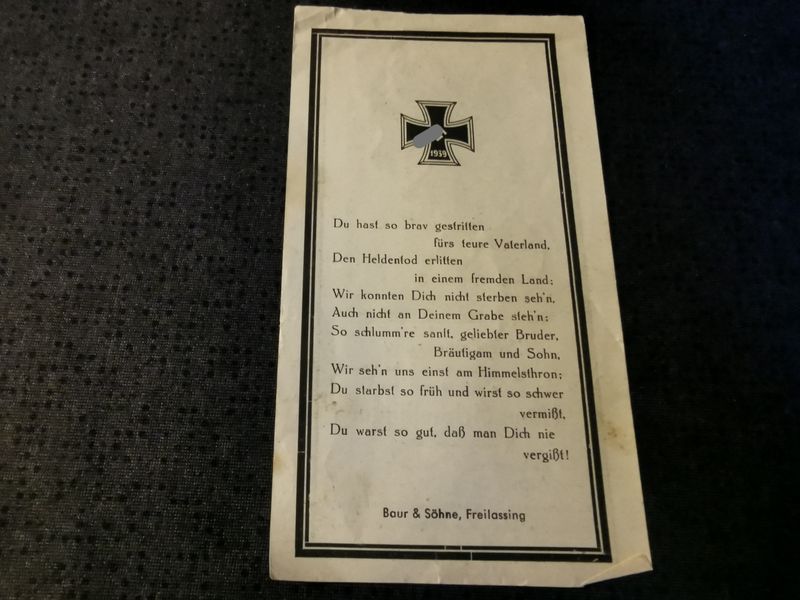 1939
Du hast so brav gestritten
fürs teure Vaterland,
Den Heldentod erlitten
in einem fremden Land;
Wir konnten Dich nicht sterben seh'n,
Auch nicht an Deinem Grabe steh'n;
So schlumm're sanft, geliebter Bruder,
Bräutigam und Sohn,
Wir seh'n uns einst am Himmelsthron;
Du starbst so früh und wirst so schwer
vermißt,
Du warst so gut, daß man Dich nie
vergißt!
Baur & Söhne, Freilassing